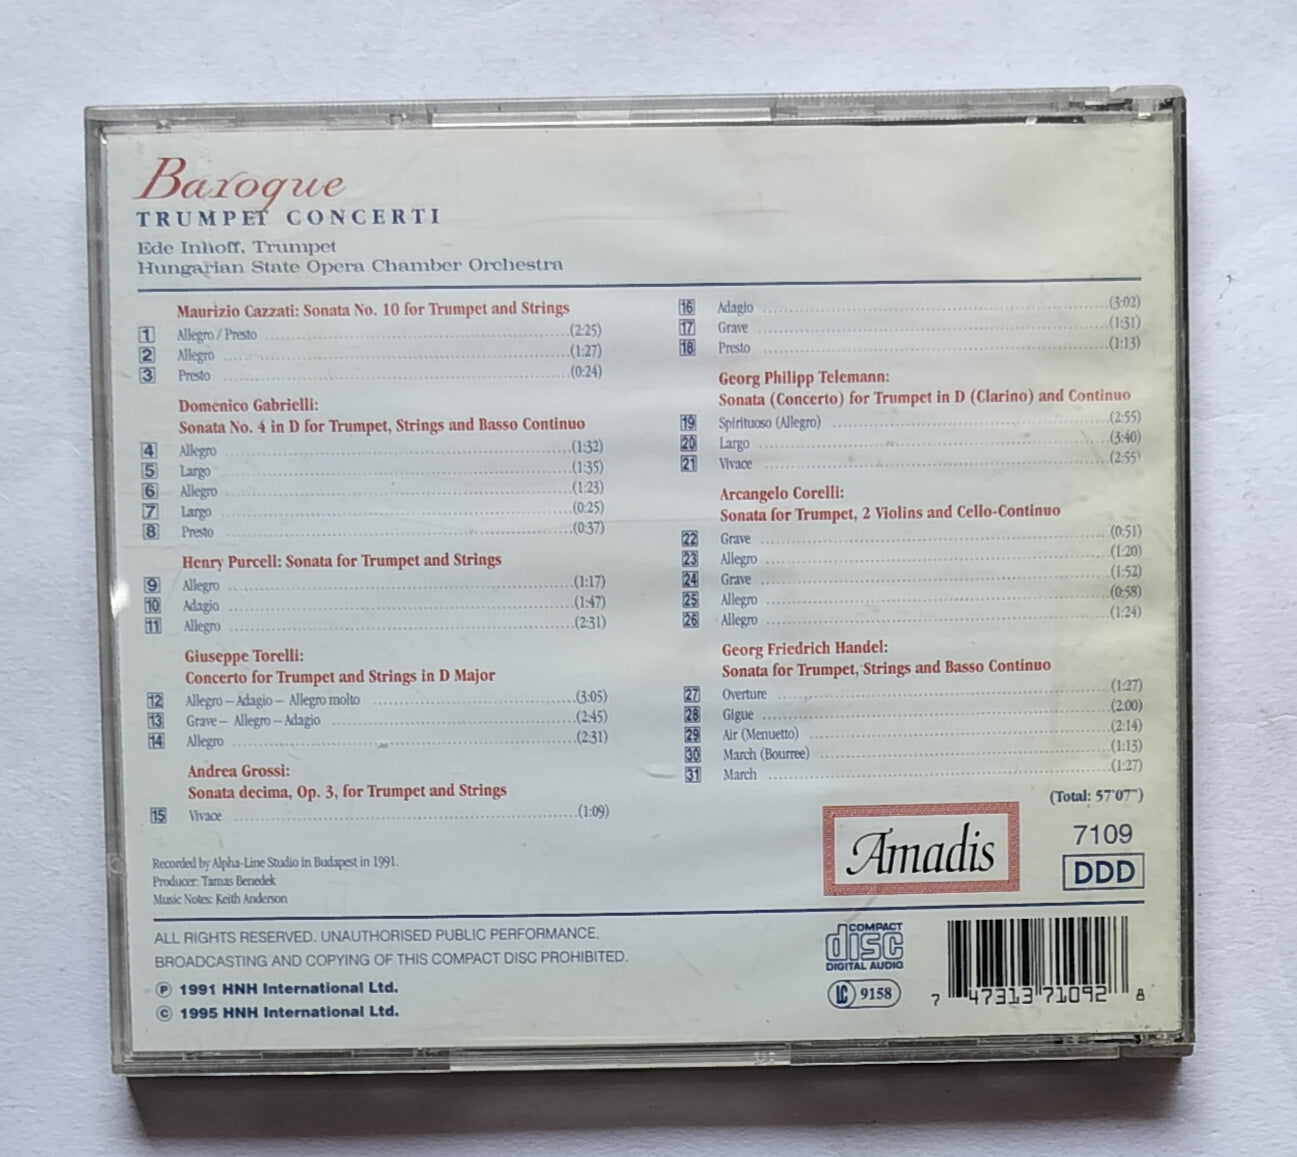 Baroque
TRUMPET CONCERTI
Ede Inhoff, Trumpet
Hungarian State Opera Chamber Orchestra
Maurizio Cazzati: Sonata No. 10 for Trumpet and Strings
1 Allegro / Presto (2:25)
2 Allegro (1:27)
3 Presto (0:24)
Domenico Gabrielli:
Sonata No. 4 in D for Trumpet, Strings and Basso Continuo
4 Allegro (1:32)
5 Largo (1:35)
6 Allegro (1:23)
7 Largo (0:25)
8 Presto (0:37)
Henry Purcell: Sonata for Trumpet and Strings
9 Allegro (1:17)
10 Adagio (1:47)
11 Allegro (2:31)
Giuseppe Torelli:
Concerto for Trumpet and Strings in D Major
12 Allegro – Adagio – Allegro molto (3:05)
13 Grave – Allegro – Adagio (2:45)
14 Allegro (2:31)
Andrea Grossi:
Sonata decima, Op. 3, for Trumpet and Strings
15 Vivace (1:09)
16 Adagio (3:02)
17 Grave (1:31)
18 Presto (1:13)
Georg Philipp Telemann:
Sonata (Concerto) for Trumpet in D (Clarino) and Continuo
19 Spirituoso (Allegro) (2:55)
20 Largo (3:40)
21 Vivace (2:55)
Arcangelo Corelli:
Sonata for Trumpet, 2 Violins and Cello-Continuo
22 Grave (0:51)
23 Allegro (1:20)
24 Grave (1:52)
25 Allegro (0:58)
26 Allegro (1:24)
Georg Friedrich Handel:
Sonata for Trumpet, Strings and Basso Continuo
27 Overture (1:27)
28 Gigue (2:00)
29 Air (Menuetto) (2:14)
30 March (Bourree) (1:13)
31 March (1:27)
(Total: 57'07")
Amadis
7109
DDD
Recorded by Alpha-Line Studio in Budapest in 1991.
Producer: Tamas Benedek
Music Notes: Keith Anderson
ALL RIGHTS RESERVED. UNAUTHORISED PUBLIC PERFORMANCE,
BROADCASTING AND COPYING OF THIS COMPACT DISC PROHIBITED.
℗ 1991 HNH International Ltd.
© 1995 HNH International Ltd.
COMPACT
disc
DIGITAL AUDIO
LC 9158
7 47313 71092 8